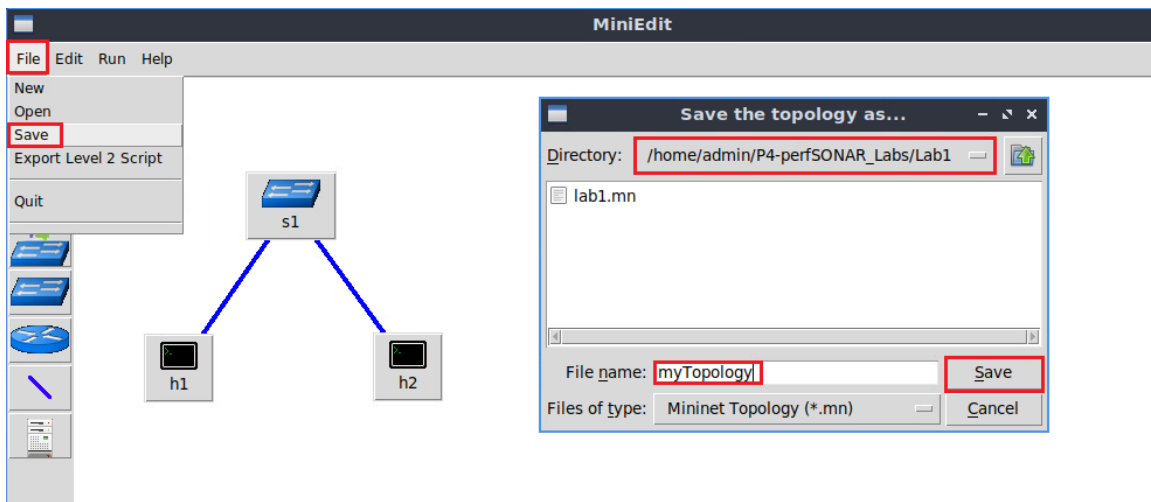 MiniEdit
File Edit Run Help
New
Open
Save
Export Level 2 Script
Quit
s1
h1
h2
Save the topology as...
Directory: /home/admin/P4-perfSONAR_Labs/Lab1
lab1.mn
File name: myTopology Save
Files of type: Mininet Topology (*.mn) Cancel